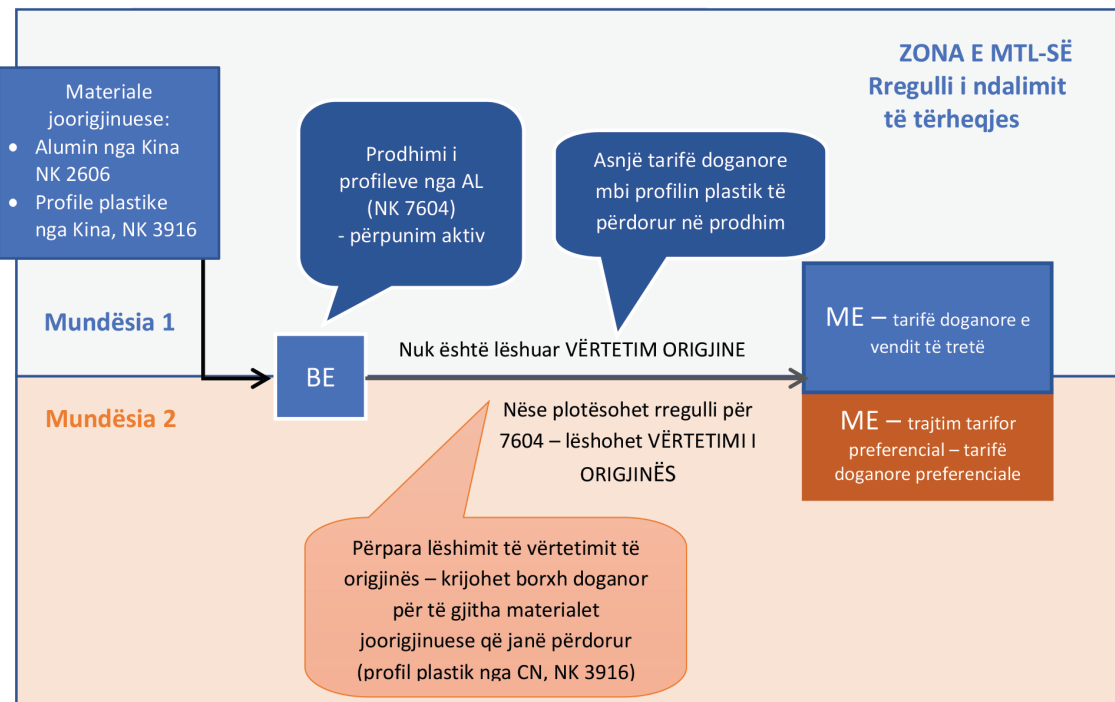 ZONA E MTL-SË
Rregulli i ndalimit
të tërheqjes
Materiale
joorigjinuese:
• Alumin nga Kina
NK 2606
• Profile plastike
nga Kina, NK 3916
Prodhimi i
profileve nga AL
(NK 7604)
- përpunim aktiv
Asnjë tarifë doganore
mbi profilin plastik të
përdorur në prodhim
Mundësia 1
BE
Nuk është lëshuar VËRTETIM ORIGJINE
ME – tarifë doganore e
vendit të tretë
Mundësia 2
Nëse plotësohet rregulli për
7604 – lëshohet VËRTETIMI I
ORIGJINËS
ME – trajtim tarifor
preferencial – tarifë
doganore preferenciale
Përpara lëshimit të vërtetimit të
origjinës – krijohet borxh doganor
për të gjitha materialet
joorigjinuese që janë përdorur
(profil plastik nga CN, NK 3916)